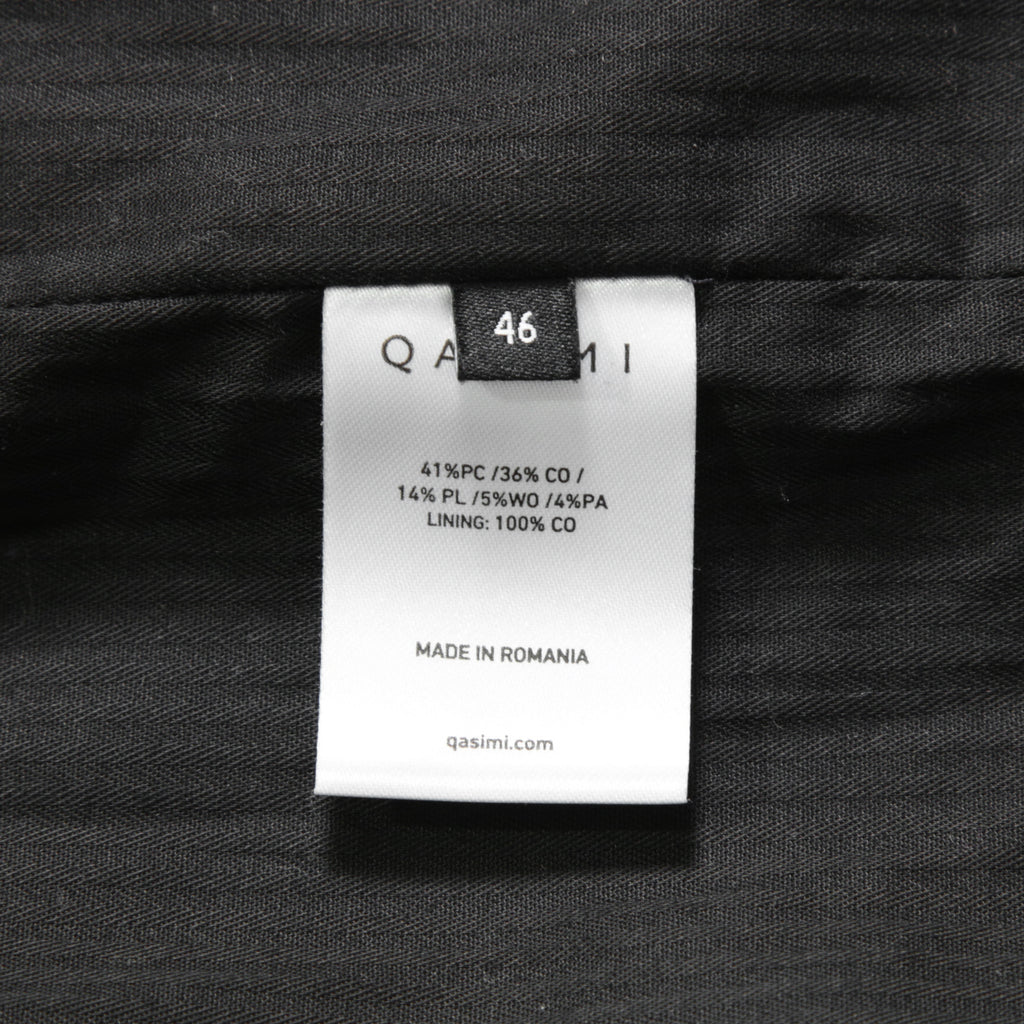 46
QASIMI
41%PC /36% CO /
14% PL /5%WO /4%PA
LINING: 100% CO
MADE IN ROMANIA
qasimi.com